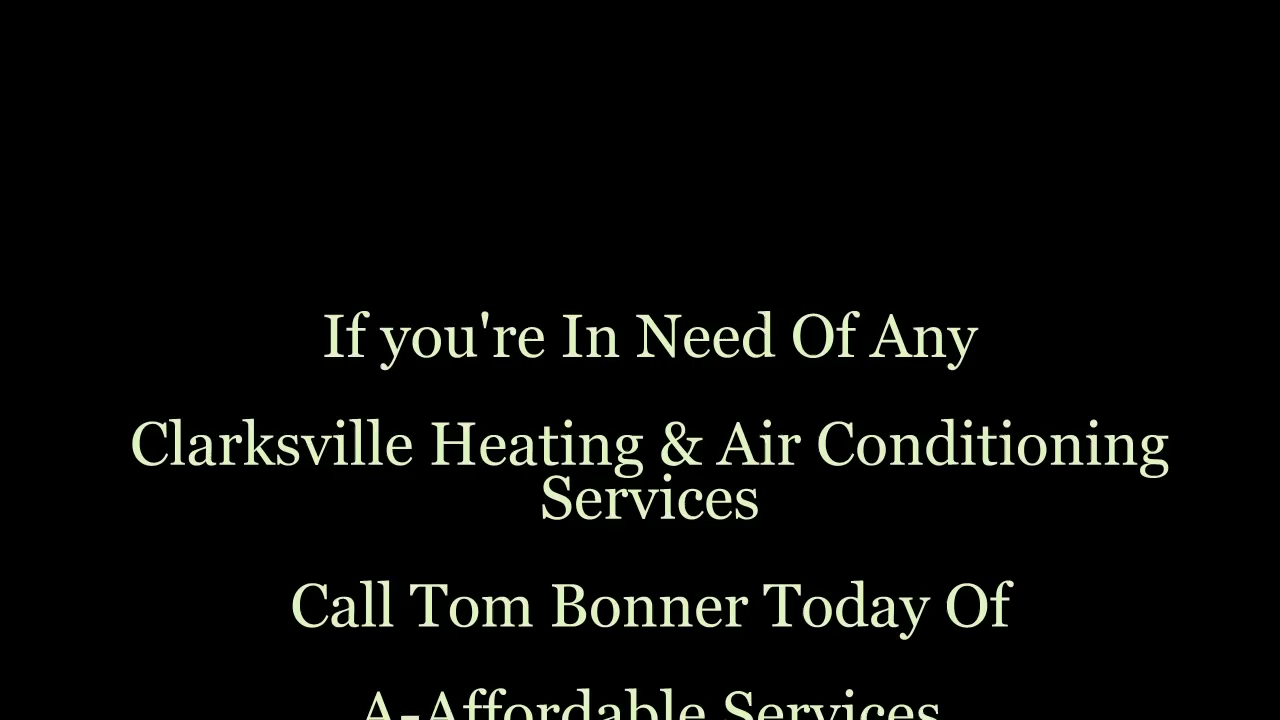 If you're In Need Of Any
Clarksville Heating & Air Conditioning
Services
Call Tom Bonner Today Of
A-Affordable Services